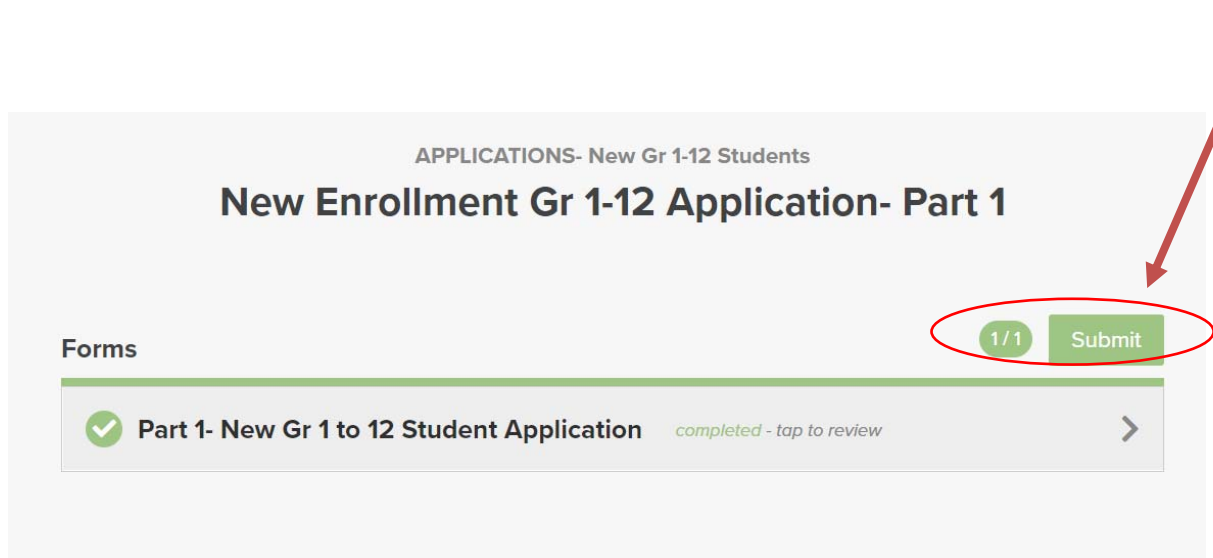 APPLICATIONS- New Gr 1-12 Students
New Enrollment Gr 1-12 Application- Part 1
Forms
1/1 Submit
Part 1- New Gr 1 to 12 Student Application completed - tap to review